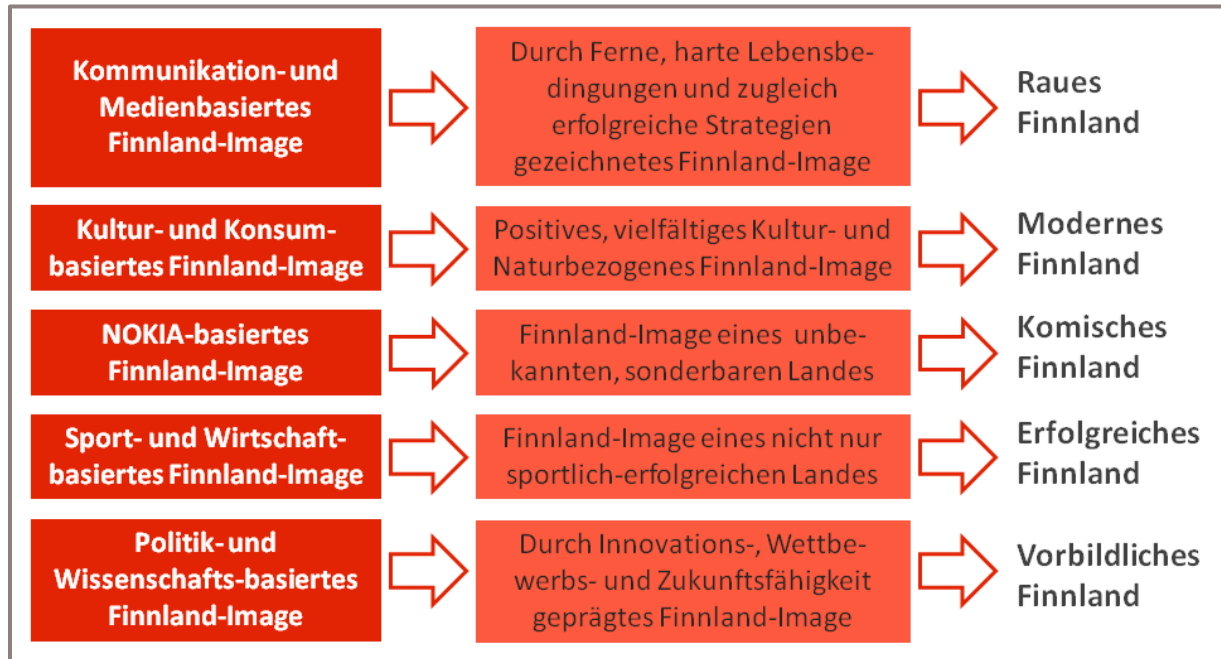 Kommunikation- und
Medienbasiertes
Finnland-Image
Durch Ferne, harte Lebensbe-
dingungen und zugleich
erfolgreiche Strategien
gezeichnetes Finnland-Image
Raues
Finnland
Kultur- und Konsum-
basiertes Finnland-Image
Positives, vielfältiges Kultur- und
Naturbezogenes Finnland-Image
Modernes
Finnland
NOKIA-basiertes
Finnland-Image
Finnland-Image eines unbe-
kannten, sonderbaren Landes
Komisches
Finnland
Sport- und Wirtschaft-
basiertes Finnland-Image
Finnland-Image eines nicht nur
sportlich-erfolgreichen Landes
Erfolgreiches
Finnland
Politik- und
Wissenschafts-basiertes
Finnland-Image
Durch Innovations-, Wettbe-
werbs- und Zukunftsfähigkeit
geprägtes Finnland-Image
Vorbildliches
Finnland